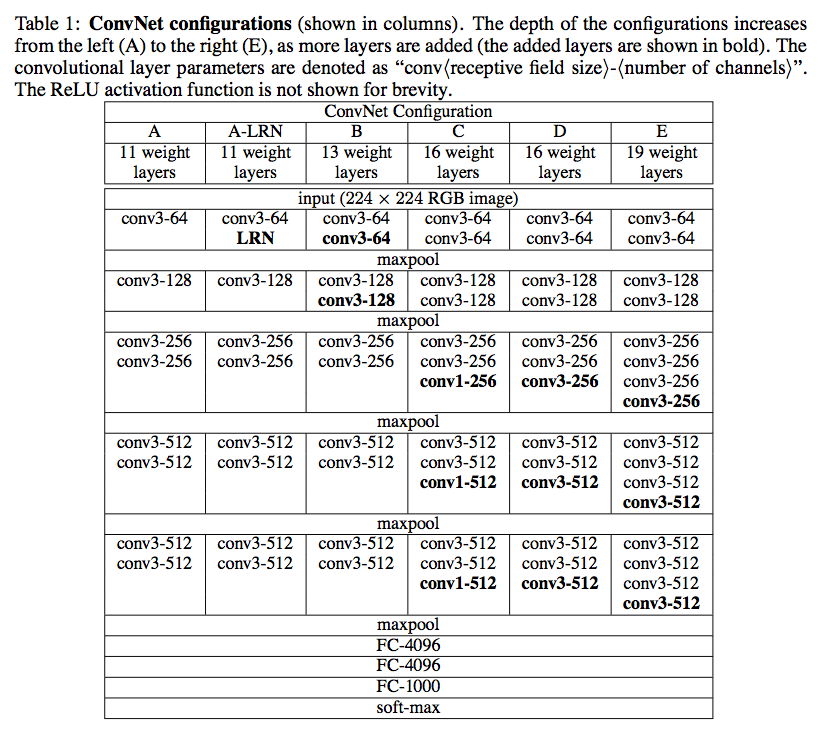 Table 1: ConvNet configurations (shown in columns). The depth of the configurations increases
from the left (A) to the right (E), as more layers are added (the added layers are shown in bold). The
convolutional layer parameters are denoted as “conv⟨receptive field size⟩-⟨number of channels⟩”.
The ReLU activation function is not shown for brevity.
ConvNet Configuration
A A-LRN B C D E
11 weight 11 weight 13 weight 16 weight 16 weight 19 weight
layers layers layers layers layers layers
input (224 × 224 RGB image)
conv3-64 conv3-64 conv3-64 conv3-64 conv3-64 conv3-64
LRN conv3-64 conv3-64 conv3-64 conv3-64
maxpool
conv3-128 conv3-128 conv3-128 conv3-128 conv3-128 conv3-128
conv3-128 conv3-128 conv3-128 conv3-128
maxpool
conv3-256 conv3-256 conv3-256 conv3-256 conv3-256 conv3-256
conv3-256 conv3-256 conv3-256 conv3-256 conv3-256 conv3-256
conv1-256 conv3-256 conv3-256
conv3-256
maxpool
conv3-512 conv3-512 conv3-512 conv3-512 conv3-512 conv3-512
conv3-512 conv3-512 conv3-512 conv3-512 conv3-512 conv3-512
conv1-512 conv3-512 conv3-512
conv3-512
maxpool
conv3-512 conv3-512 conv3-512 conv3-512 conv3-512 conv3-512
conv3-512 conv3-512 conv3-512 conv3-512 conv3-512 conv3-512
conv1-512 conv3-512 conv3-512
conv3-512
maxpool
FC-4096
FC-4096
FC-1000
soft-max